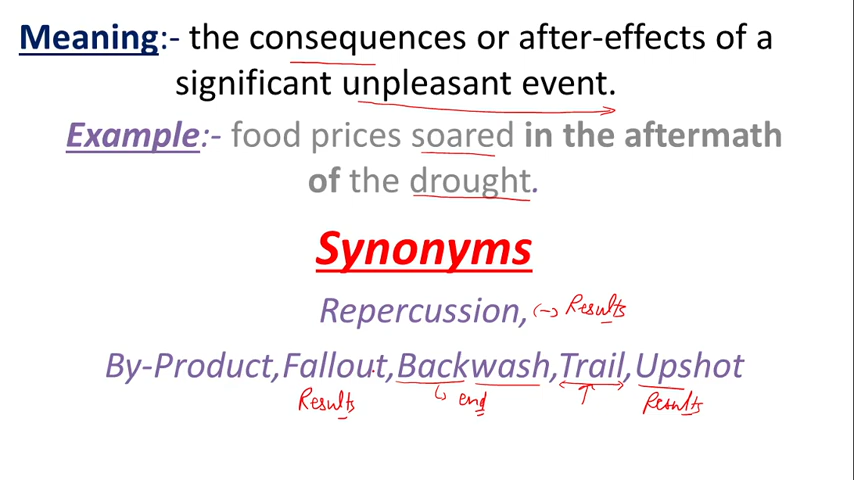 Meaning:- the consequences or after-effects of a
significant unpleasant event.
Example:- food prices soared in the aftermath
of the drought.
Synonyms
Repercussion, (-) Results
By-Product,Fallout,Backwash,Trail,Upshot
Results end Results